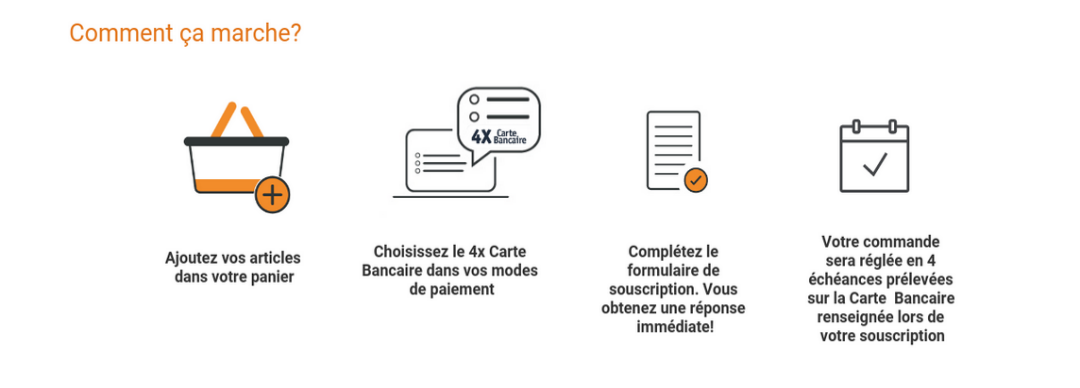 Comment ça marche?
4X Carte
Bancaire
Ajoutez vos articles
dans votre panier
Choisissez le 4x Carte
Bancaire dans vos modes
de paiement
Complétez le
formulaire de
souscription. Vous
obtenez une réponse
immédiate!
Votre commande
sera réglée en 4
échéances prélevées
sur la Carte Bancaire
renseignée lors de
votre souscription